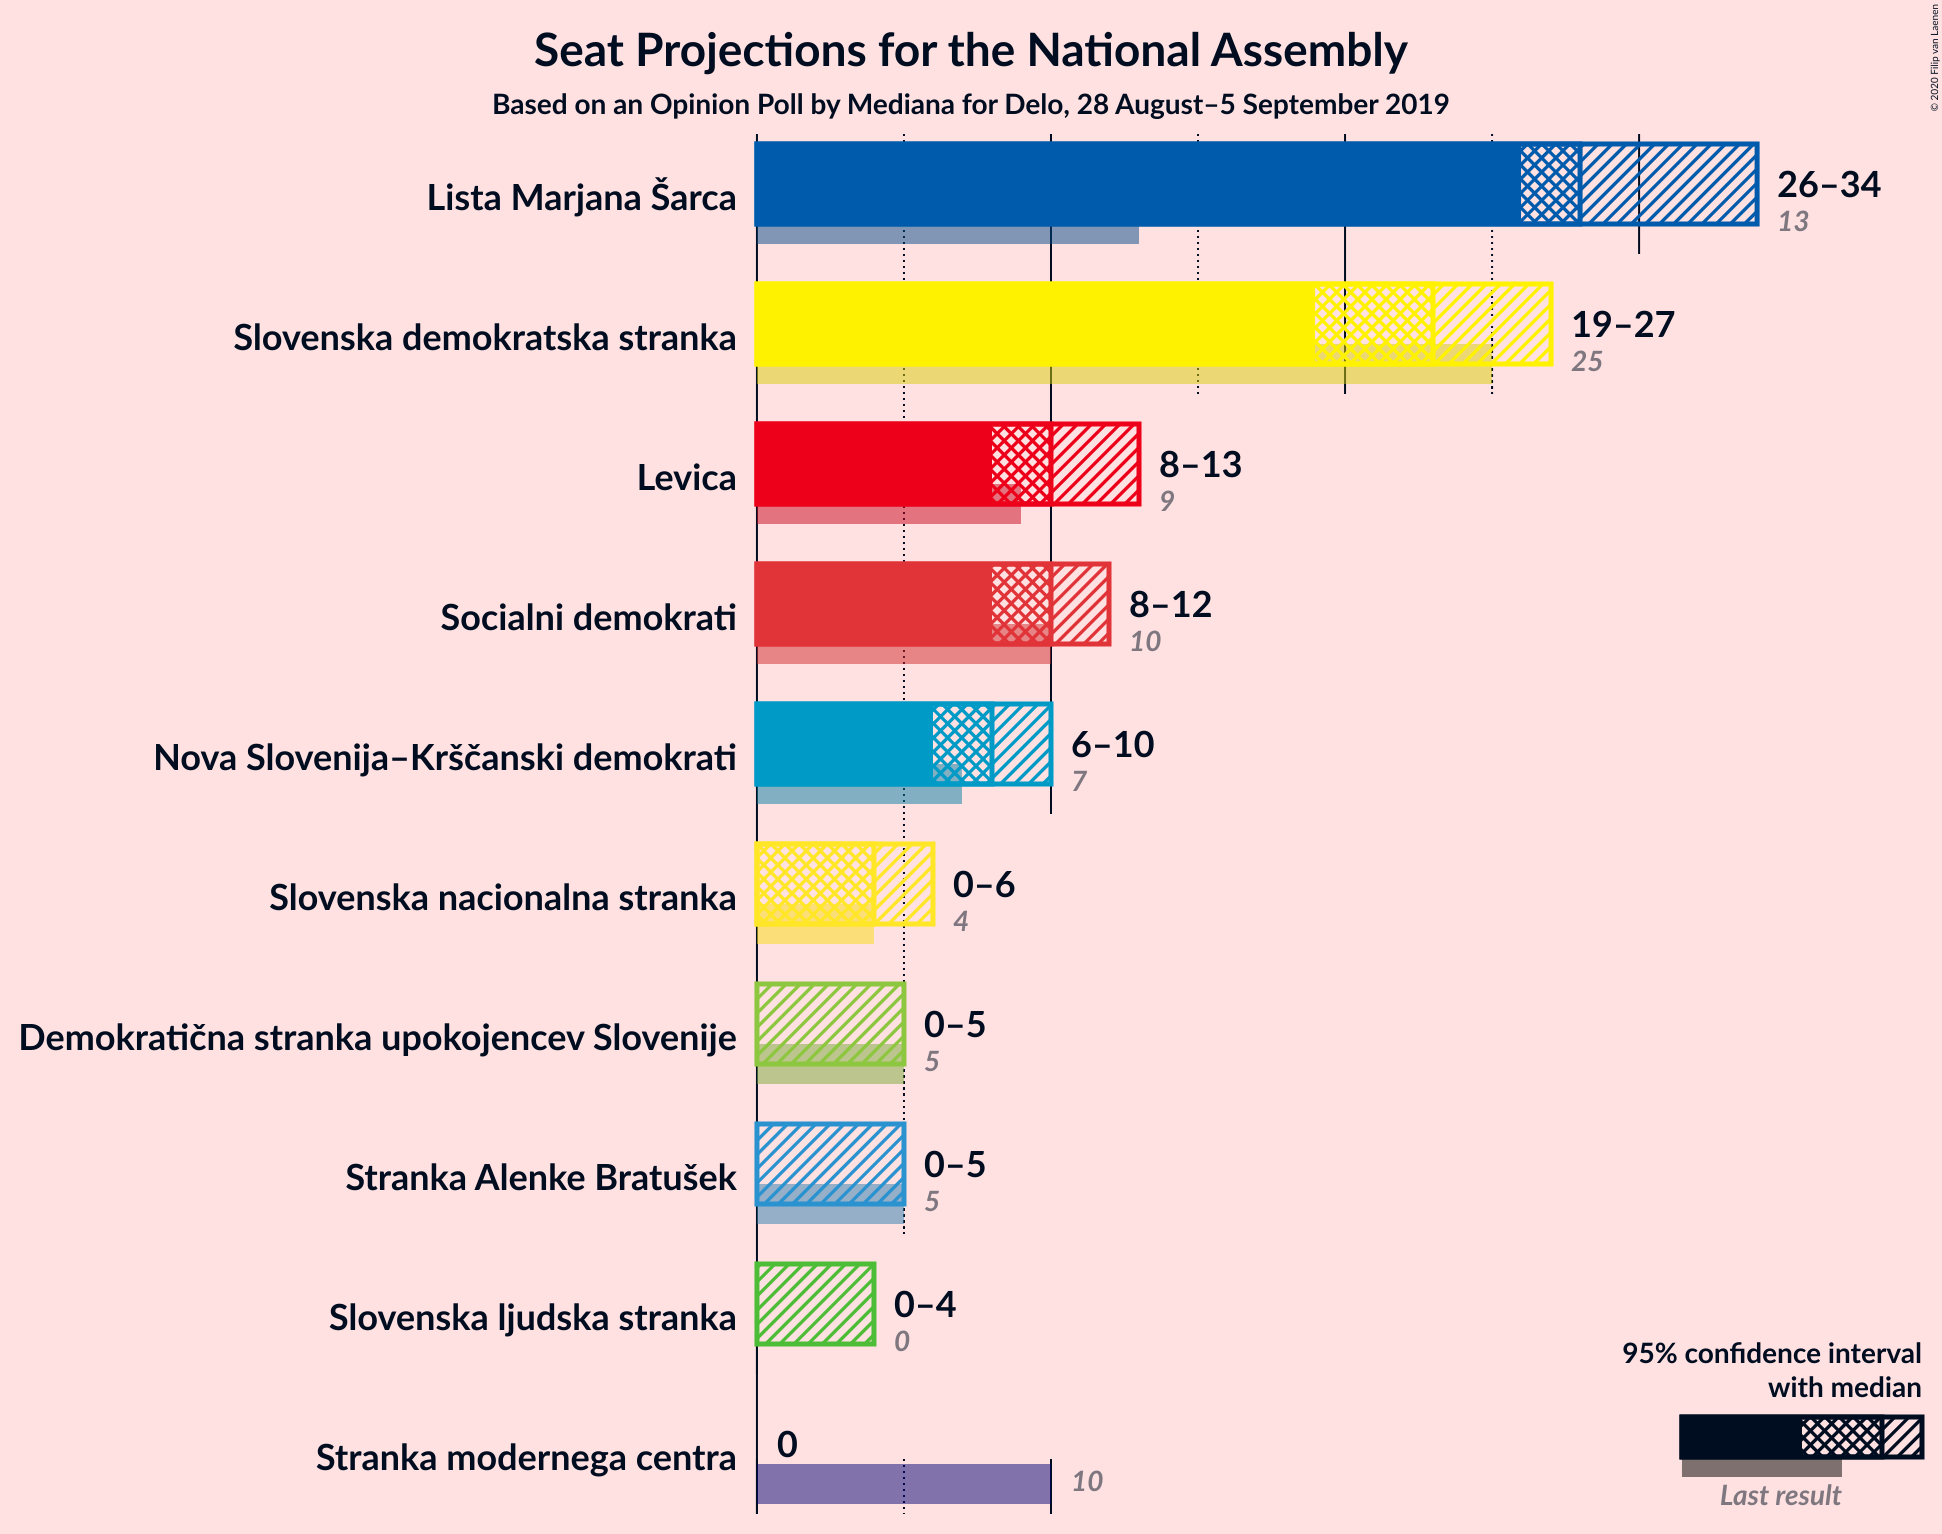 Seat Projections for the National Assembly
Based on an Opinion Poll by Mediana for Delo, 28 August–5 September 2019
© 2020 Filip van Laenen
Lista Marjana Šarca
26–34
13
Slovenska demokratska stranka
19–27
25
Levica
8–13
9
Socialni demokrati
8–12
10
Nova Slovenija–Krščanski demokrati
6–10
7
Slovenska nacionalna stranka
0–6
4
Demokratična stranka upokojencev Slovenije
0–5
5
Stranka Alenke Bratušek
0–5
5
Slovenska ljudska stranka
0–4
0
Stranka modernega centra
0
10
95% confidence interval
with median
Last result